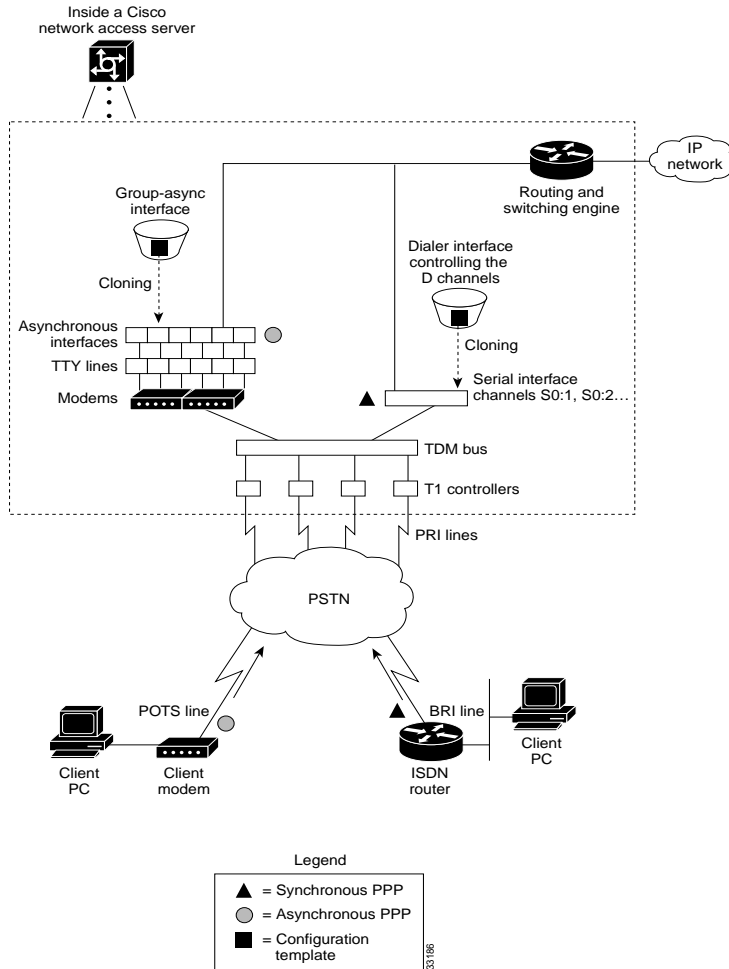 Inside a Cisco
network access server
IP
network
Routing and
switching engine
Group-async
interface
Dialer interface
controlling the
D channels
Cloning
Cloning
Asynchronous
interfaces
TTY lines
Modems
Serial interface
channels S0:1, S0:2…
TDM bus
T1 controllers
PRI lines
PSTN
POTS line
BRI line
Client
PC
Client
modem
ISDN
router
Client
PC
Legend
= Synchronous PPP
= Asynchronous PPP
= Configuration
template
33186